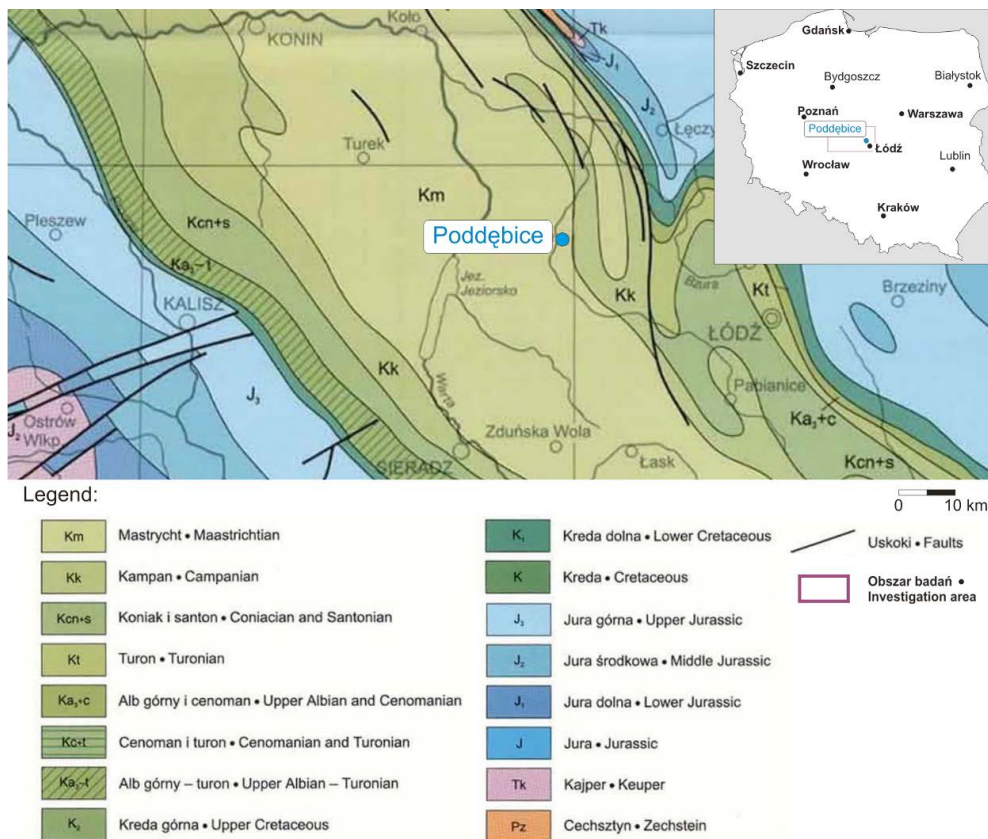 KONIN
Koło
Tk
J₁
J₂
Łęczy
Turek
Km
Pleszew
Kcn+s
Ka₃-t
Poddębice
Jez.
Jeziorsko
Kk
Bzura
Kt
Brzeziny
KALISZ
ŁÓDŹ
Kk
Pabianice
J₃
Warta
Ka₃+c
Ostrów
Wlkp.
J₂
Zduńska Wola
SIERADZ
Łask
Kcn+s
Gdańsk
Szczecin
Bydgoszcz
Białystok
Poznań
Warszawa
Poddębice
Łódź
Wrocław
Lublin
Kraków
Legend:
0 10 km
Km Mastrycht • Maastrichtian
Kk Kampan • Campanian
Kcn+s Koniak i santon • Coniacian and Santonian
Kt Turon • Turonian
Ka₃+c Alb górny i cenoman • Upper Albian and Cenomanian
Kc+t Cenoman i turon • Cenomanian and Turonian
Ka₃-t Alb górny – turon • Upper Albian – Turonian
K₂ Kreda górna • Upper Cretaceous
K₁ Kreda dolna • Lower Cretaceous
K Kreda • Cretaceous
J₃ Jura górna • Upper Jurassic
J₂ Jura środkowa • Middle Jurassic
J₁ Jura dolna • Lower Jurassic
J Jura • Jurassic
Tk Kajper • Keuper
Pz Cechsztyn • Zechstein
Uskoki • Faults
Obszar badań •
Investigation area